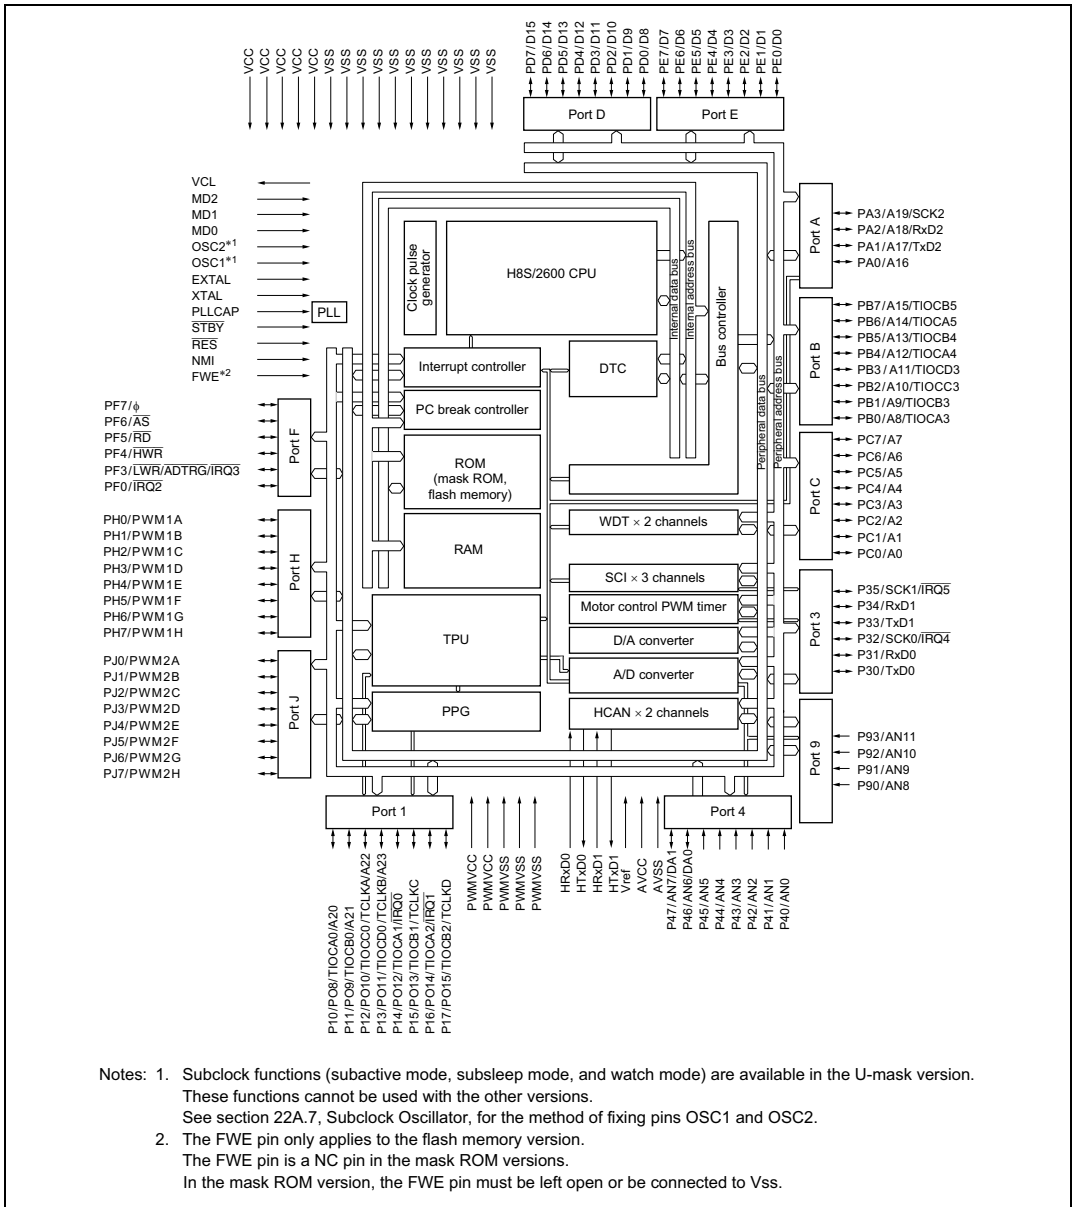 VCC
VCC
VCC
VCC
VCC
VSS
VSS
VSS
VSS
VSS
VSS
VSS
VSS
VSS
VSS
VSS
PD7/D15
PD6/D14
PD5/D13
PD4/D12
PD3/D11
PD2/D10
PD1/D9
PD0/D8
PE7/D7
PE6/D6
PE5/D5
PE4/D4
PE3/D3
PE2/D2
PE1/D1
PE0/D0
Port D
Port E
VCL
MD2
MD1
MD0
OSC2*1
OSC1*1
EXTAL
XTAL
PLLCAP
STBY
RES
NMI
FWE*2
PLL
Clock pulse
generator
H8S/2600 CPU
Internal data bus
Internal address bus
Bus controller
Peripheral data bus
Peripheral address bus
Interrupt controller
DTC
PC break controller
ROM
(mask ROM,
flash memory)
RAM
WDT × 2 channels
SCI × 3 channels
Motor control PWM timer
D/A converter
A/D converter
HCAN × 2 channels
TPU
PPG
Port A
PA3/A19/SCK2
PA2/A18/RxD2
PA1/A17/TxD2
PA0/A16
Port B
PB7/A15/TIOCB5
PB6/A14/TIOCA5
PB5/A13/TIOCB4
PB4/A12/TIOCA4
PB3/A11/TIOCD3
PB2/A10/TIOCC3
PB1/A9/TIOCB3
PB0/A8/TIOCA3
Port C
PC7/A7
PC6/A6
PC5/A5
PC4/A4
PC3/A3
PC2/A2
PC1/A1
PC0/A0
Port 3
P35/SCK1/IRQ5
P34/RxD1
P33/TxD1
P32/SCK0/IRQ4
P31/RxD0
P30/TxD0
Port 9
P93/AN11
P92/AN10
P91/AN9
P90/AN8
PF7/ϕ
PF6/AS
PF5/RD
PF4/HWR
PF3/LWR/ADTRG/IRQ3
PF0/IRQ2
Port F
PH0/PWM1A
PH1/PWM1B
PH2/PWM1C
PH3/PWM1D
PH4/PWM1E
PH5/PWM1F
PH6/PWM1G
PH7/PWM1H
Port H
PJ0/PWM2A
PJ1/PWM2B
PJ2/PWM2C
PJ3/PWM2D
PJ4/PWM2E
PJ5/PWM2F
PJ6/PWM2G
PJ7/PWM2H
Port J
Port 1
Port 4
P10/PO8/TIOCA0/A20
P11/PO9/TIOCB0/A21
P12/PO10/TIOCC0/TCLKA/A22
P13/PO11/TIOCD0/TCLKB/A23
P14/PO12/TIOCA1/IRQ0
P15/PO13/TIOCB1/TCLKC
P16/PO14/TIOCA2/IRQ1
P17/PO15/TIOCB2/TCLKD
PWMVCC
PWMVCC
PWMVSS
PWMVSS
PWMVSS
HRxD0
HTxD0
HRxD1
HTxD1
Vref
AVCC
AVSS
P47/AN7/DA1
P46/AN6/DA0
P45/AN5
P44/AN4
P43/AN3
P42/AN2
P41/AN1
P40/AN0
Notes: 1. Subclock functions (subactive mode, subsleep mode, and watch mode) are available in the U-mask version.
These functions cannot be used with the other versions.
See section 22A.7, Subclock Oscillator, for the method of fixing pins OSC1 and OSC2.
2. The FWE pin only applies to the flash memory version.
The FWE pin is a NC pin in the mask ROM versions.
In the mask ROM version, the FWE pin must be left open or be connected to Vss.